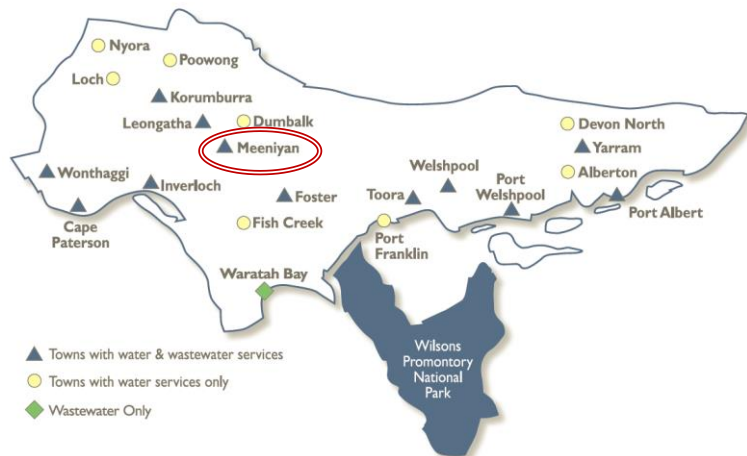 Nyora
Poowong
Loch
Korumburra
Leongatha
Dumbalk
Meeniyan
Devon North
Yarram
Wonthaggi
Inverloch
Welshpool
Port
Welshpool
Alberton
Foster
Toora
Cape
Paterson
Fish Creek
Port
Franklin
Port Albert
Waratah Bay
Wilsons
Promontory
National
Park
Towns with water & wastewater services
Towns with water services only
Wastewater Only